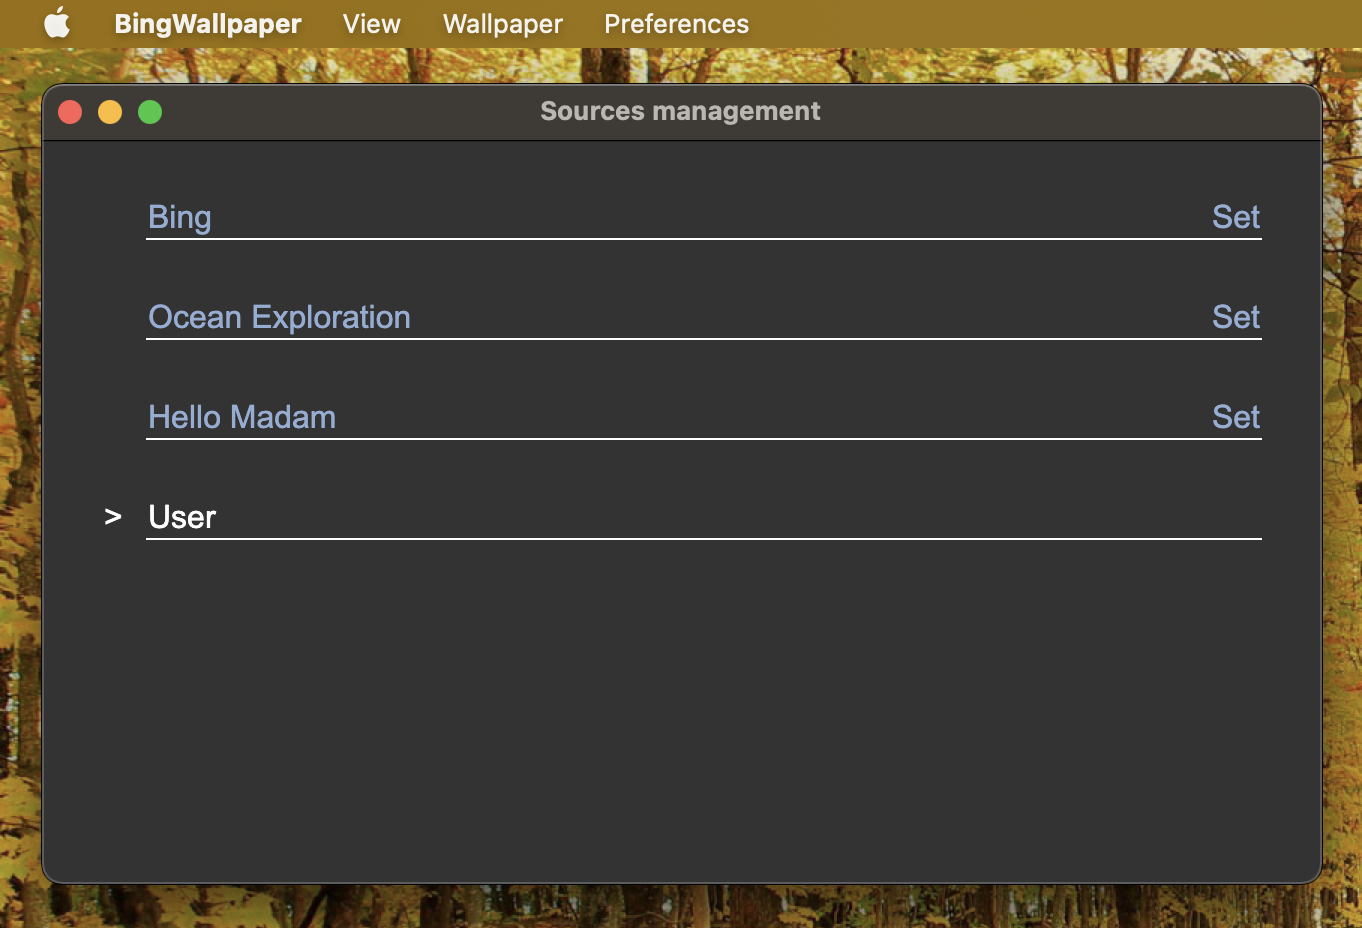 BingWallpaper View Wallpaper Preferences
Sources management
Bing Set
Ocean Exploration Set
Hello Madam Set
> User